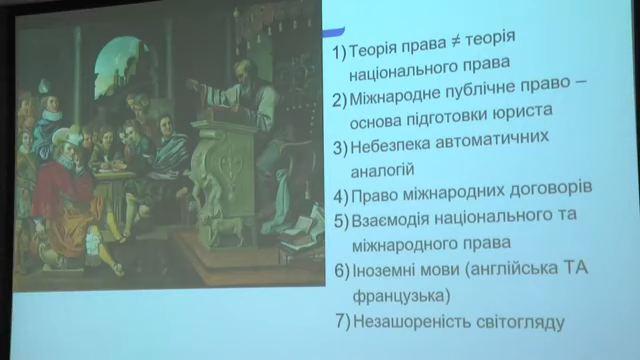 1) Теорія права ≠ теорія
національного права
2) Міжнародне публічне право –
основа підготовки юриста
3) Небезпека автоматичних
аналогій
4) Право міжнародних договорів
5) Взаємодія національного та
міжнародного права
6) Іноземні мови (англійська ТА
французька)
7) Незашореність світогляду